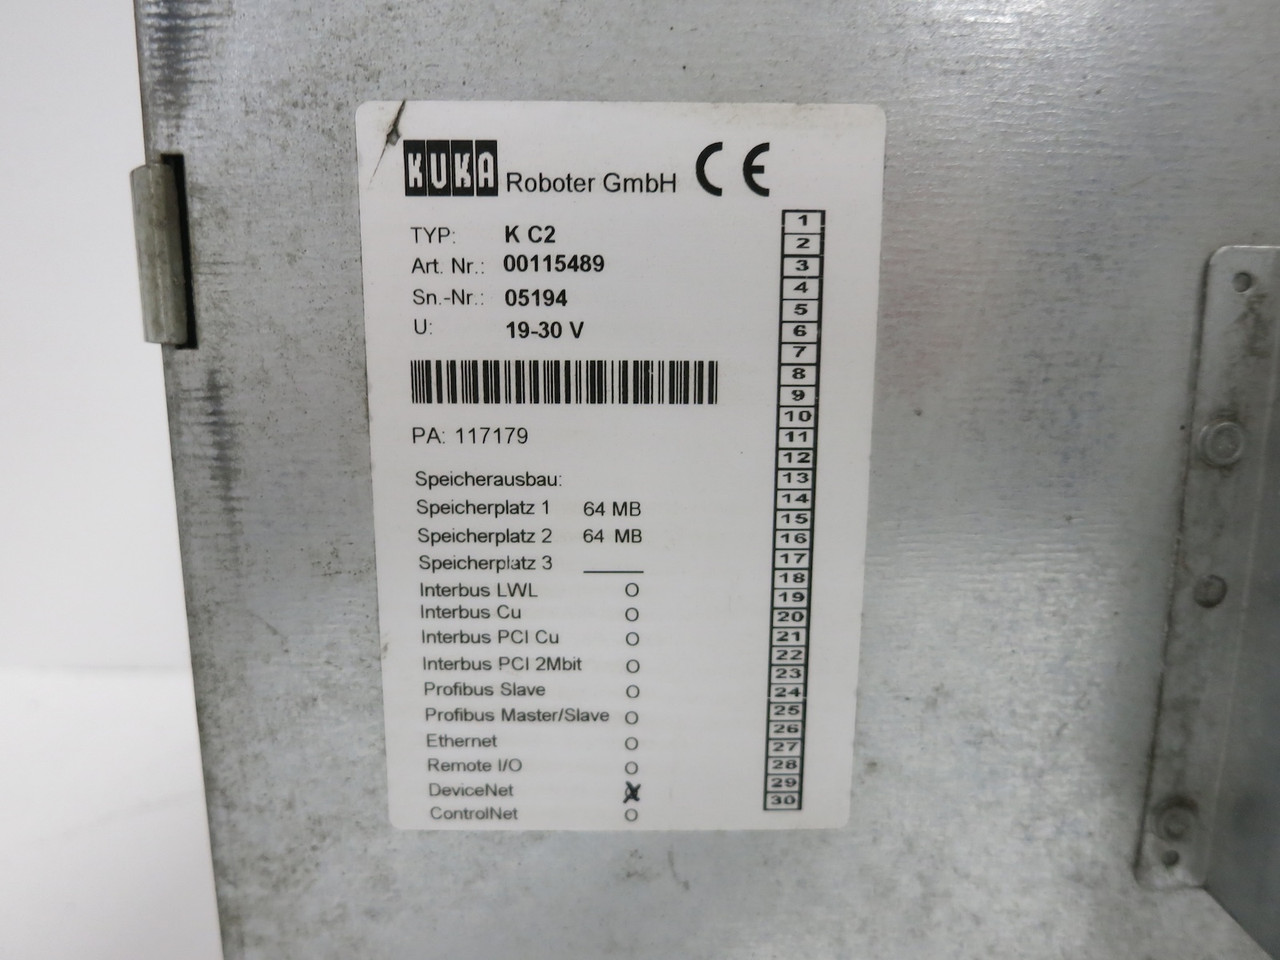 KUKA Roboter GmbH CE
TYP: K C2
Art. Nr.: 00115489
Sn.-Nr.: 05194
U: 19-30 V
PA: 117179
Speicherausbau:
Speicherplatz 1 64 MB
Speicherplatz 2 64 MB
Speicherplatz 3 ______
Interbus LWL O
Interbus Cu O
Interbus PCI Cu O
Interbus PCI 2Mbit O
Profibus Slave O
Profibus Master/Slave O
Ethernet O
Remote I/O O
DeviceNet X
ControlNet O
1
2
3
4
5
6
7
8
9
10
11
12
13
14
15
16
17
18
19
20
21
22
23
24
25
26
27
28
29
30